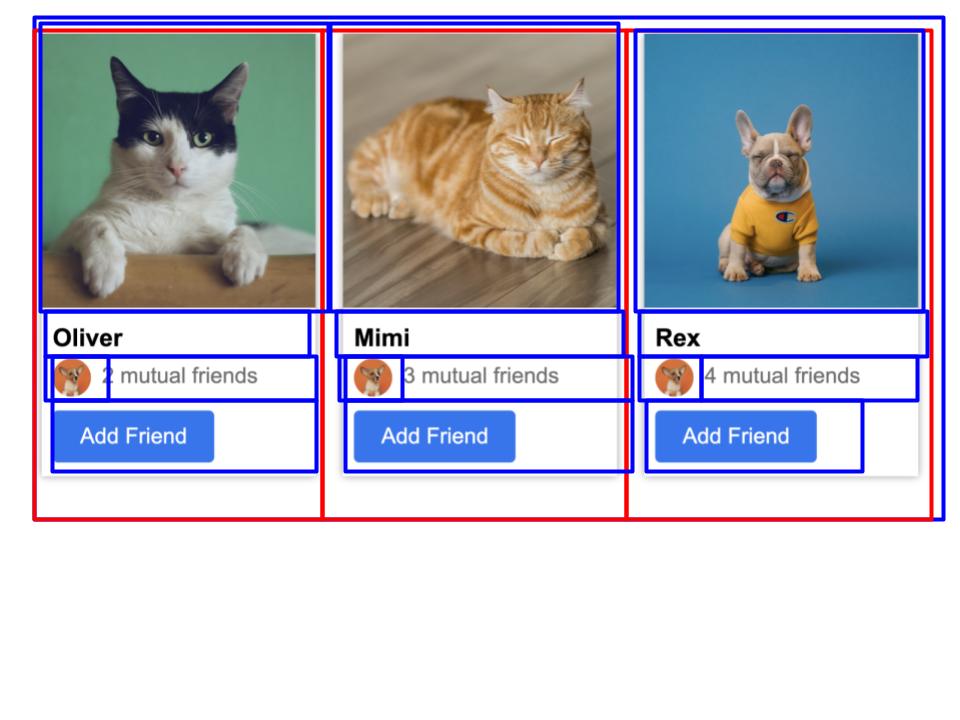 Oliver
2 mutual friends
Add Friend
Mimi
3 mutual friends
Add Friend
Rex
4 mutual friends
Add Friend